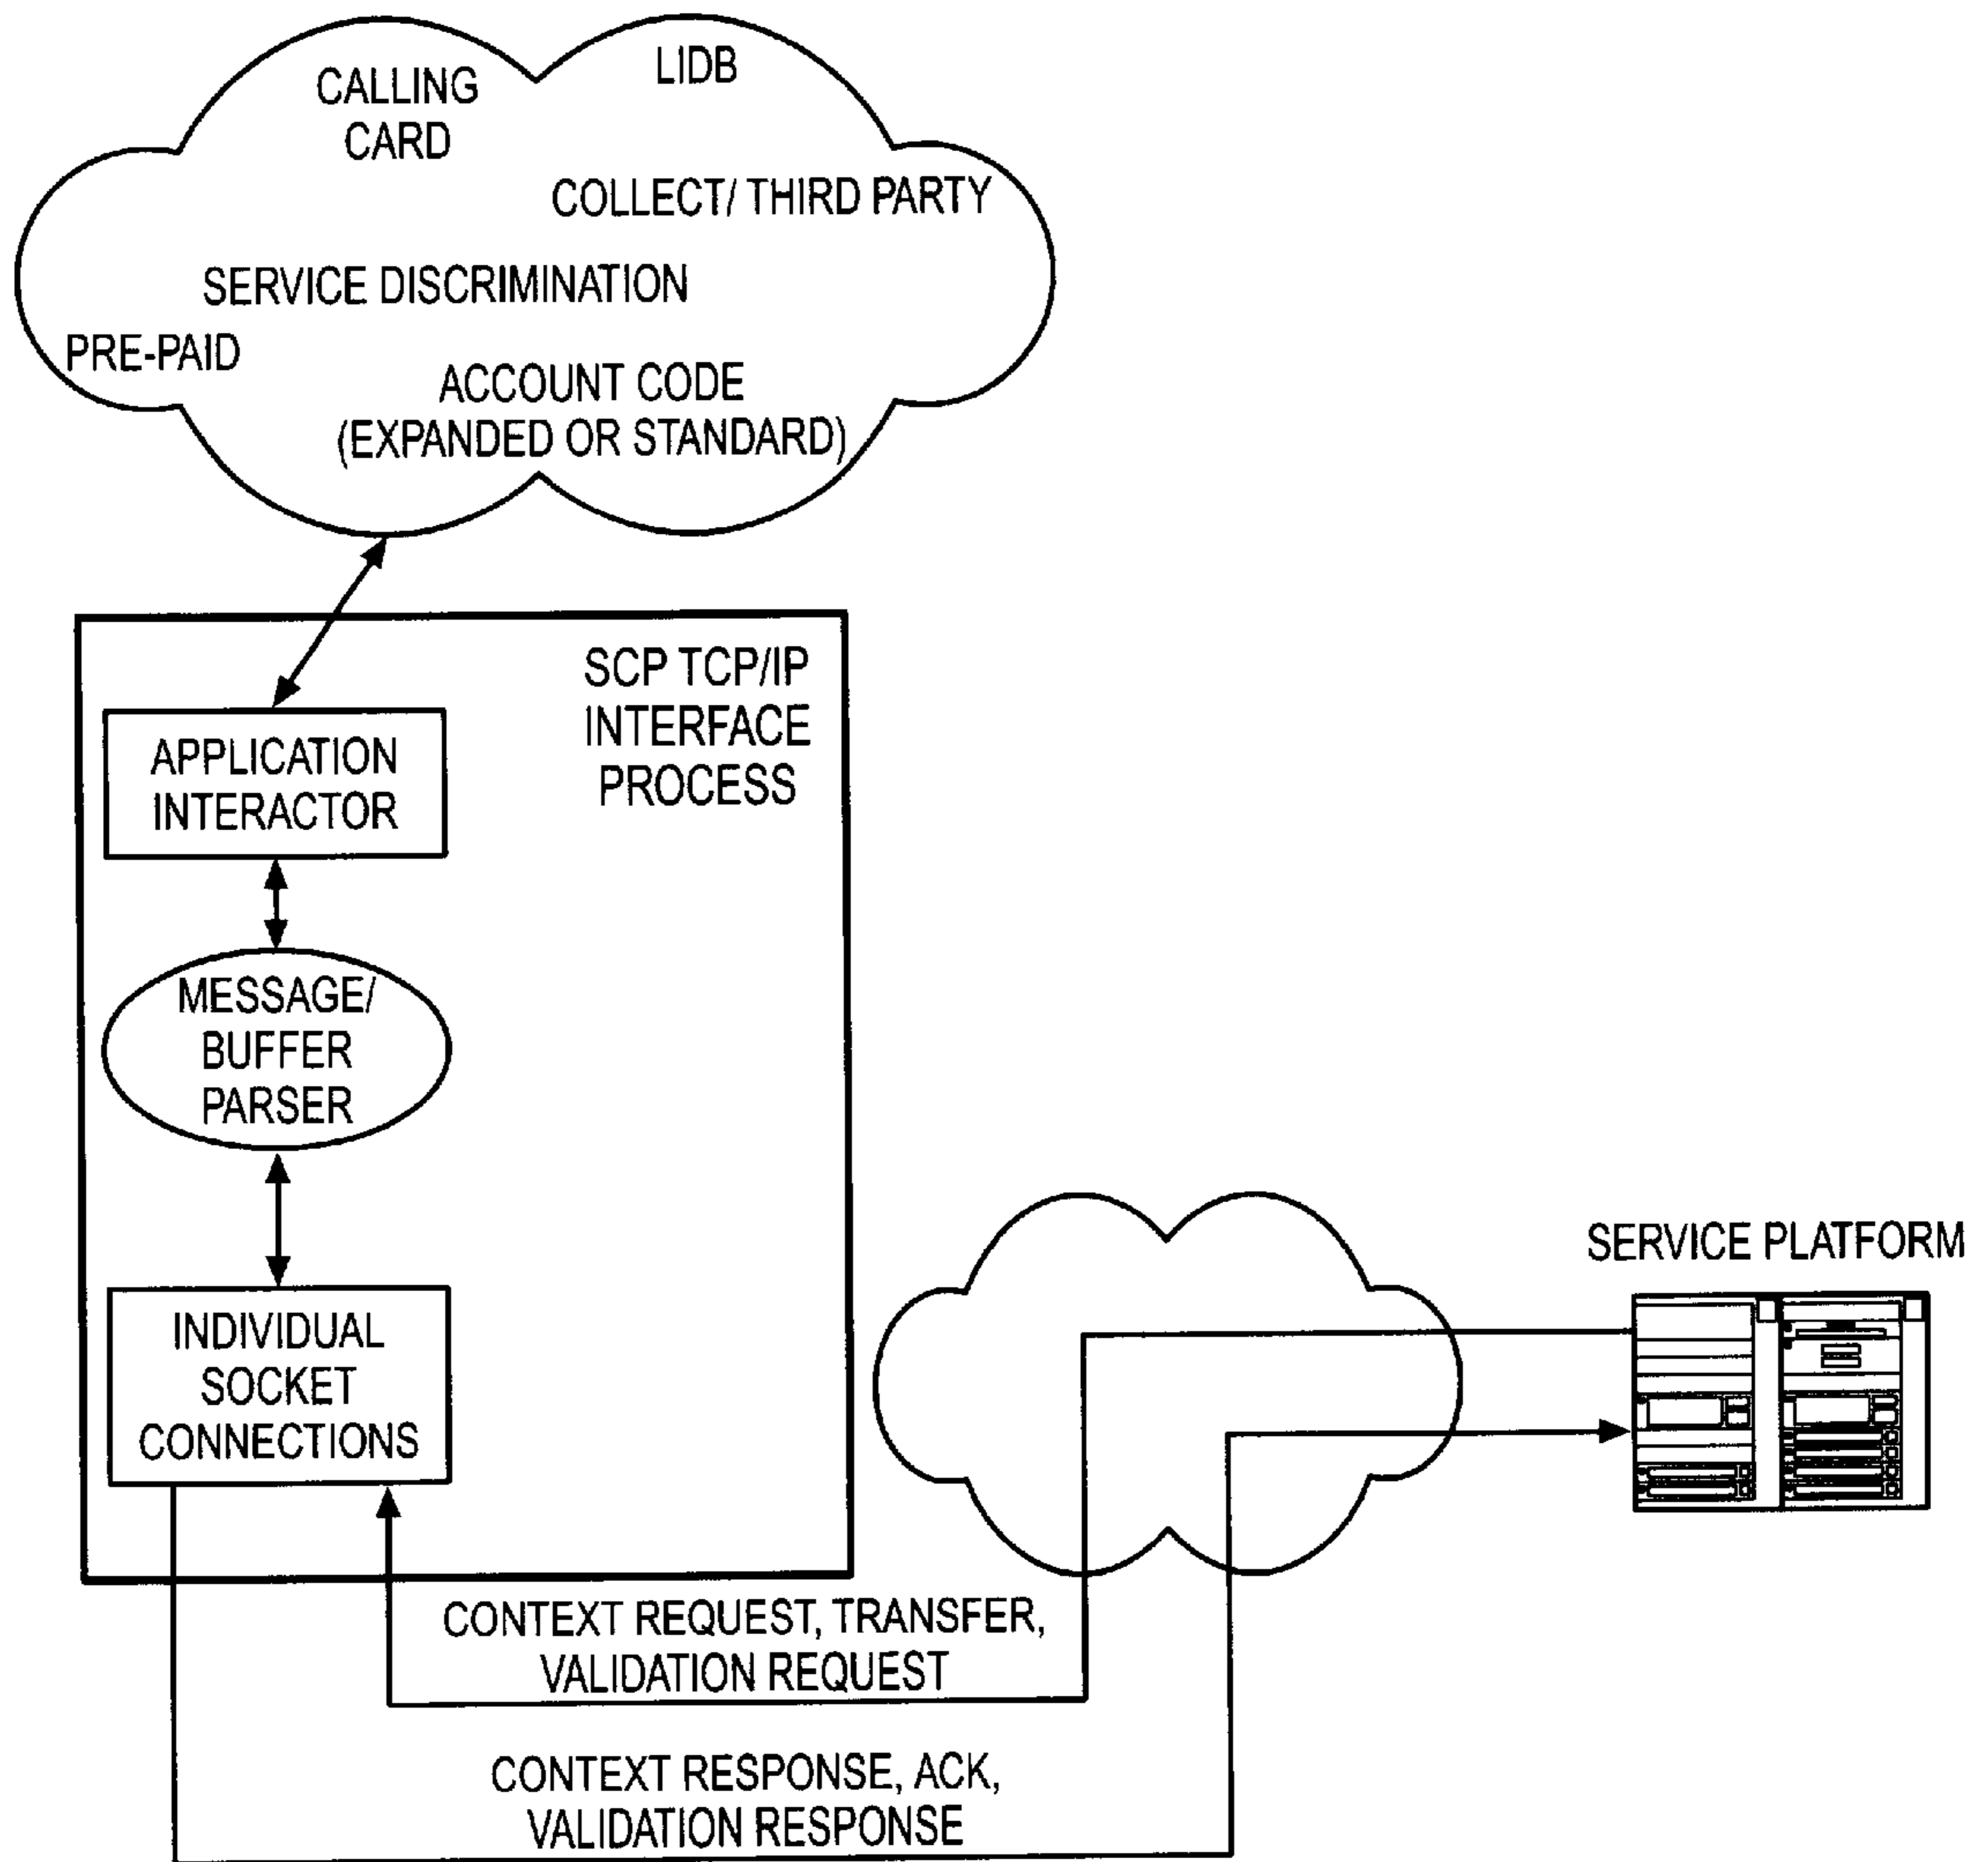 LIDB
CALLING
CARD
COLLECT/ THIRD PARTY
SERVICE DISCRIMINATION
PRE-PAID
ACCOUNT CODE
(EXPANDED OR STANDARD)
SCP TCP/IP
INTERFACE
PROCESS
APPLICATION
INTERACTOR
MESSAGE/
BUFFER
PARSER
INDIVIDUAL
SOCKET
CONNECTIONS
SERVICE PLATFORM
CONTEXT REQUEST, TRANSFER,
VALIDATION REQUEST
CONTEXT RESPONSE, ACK,
VALIDATION RESPONSE